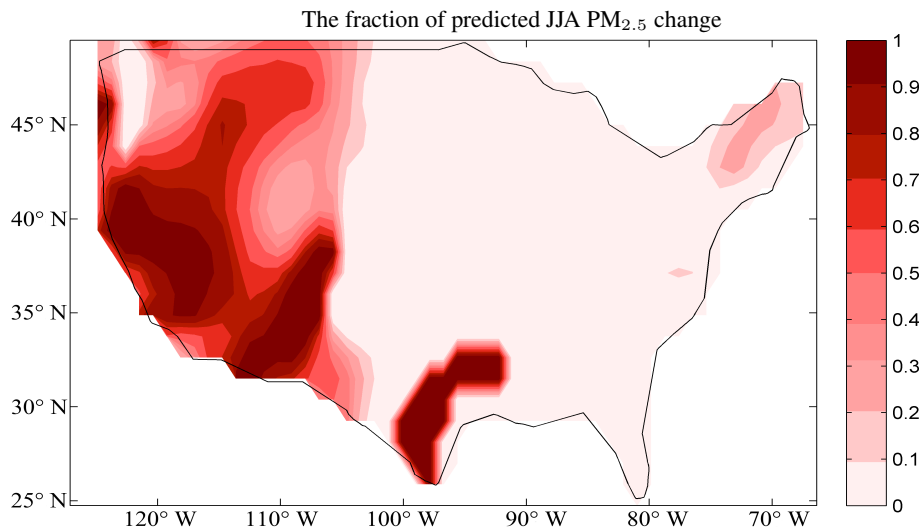 The fraction of predicted JJA PM2.5 change
45° N
40° N
35° N
30° N
25° N
120° W
110° W
100° W
90° W
80° W
70° W
1
0.9
0.8
0.7
0.6
0.5
0.4
0.3
0.2
0.1
0